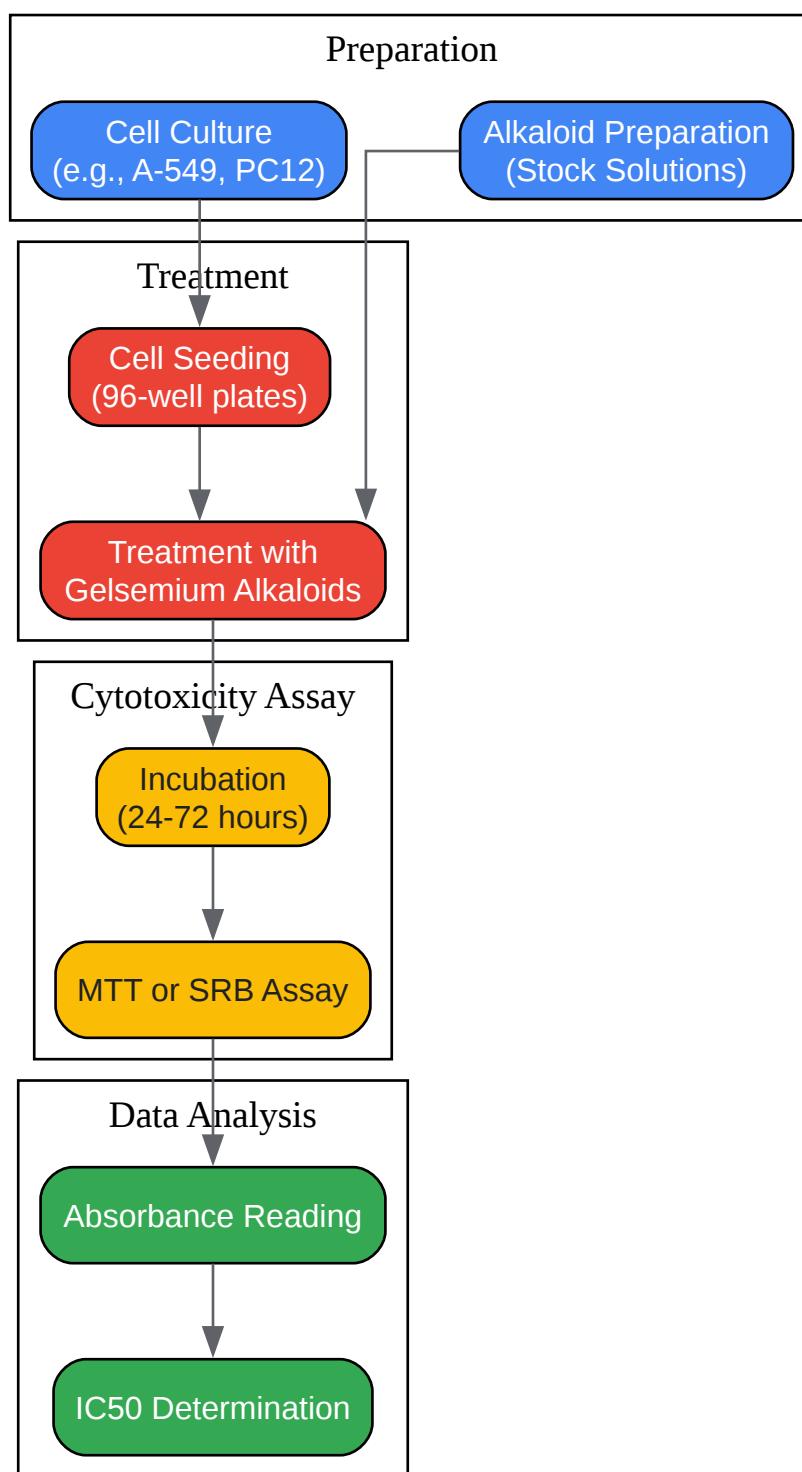 Preparation
Cell Culture
(e.g., A-549, PC12)
Alkaloid Preparation
(Stock Solutions)
Treatment
Cell Seeding
(96-well plates)
Treatment with
Gelsemium Alkaloids
Cytotoxicity Assay
Incubation
(24-72 hours)
MTT or SRB Assay
Data Analysis
Absorbance Reading
IC50 Determination